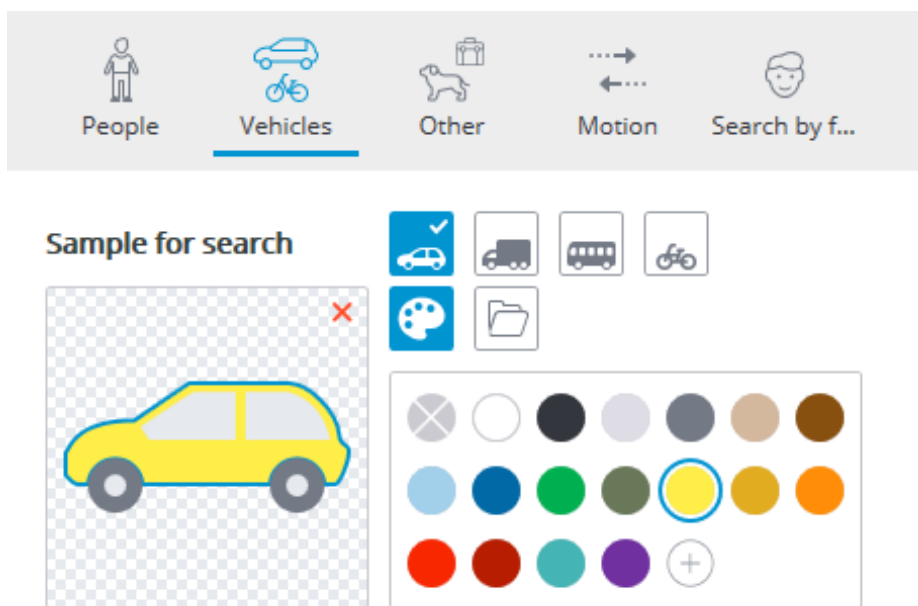 People
Vehicles
Other
Motion
Search by f...
Sample for search